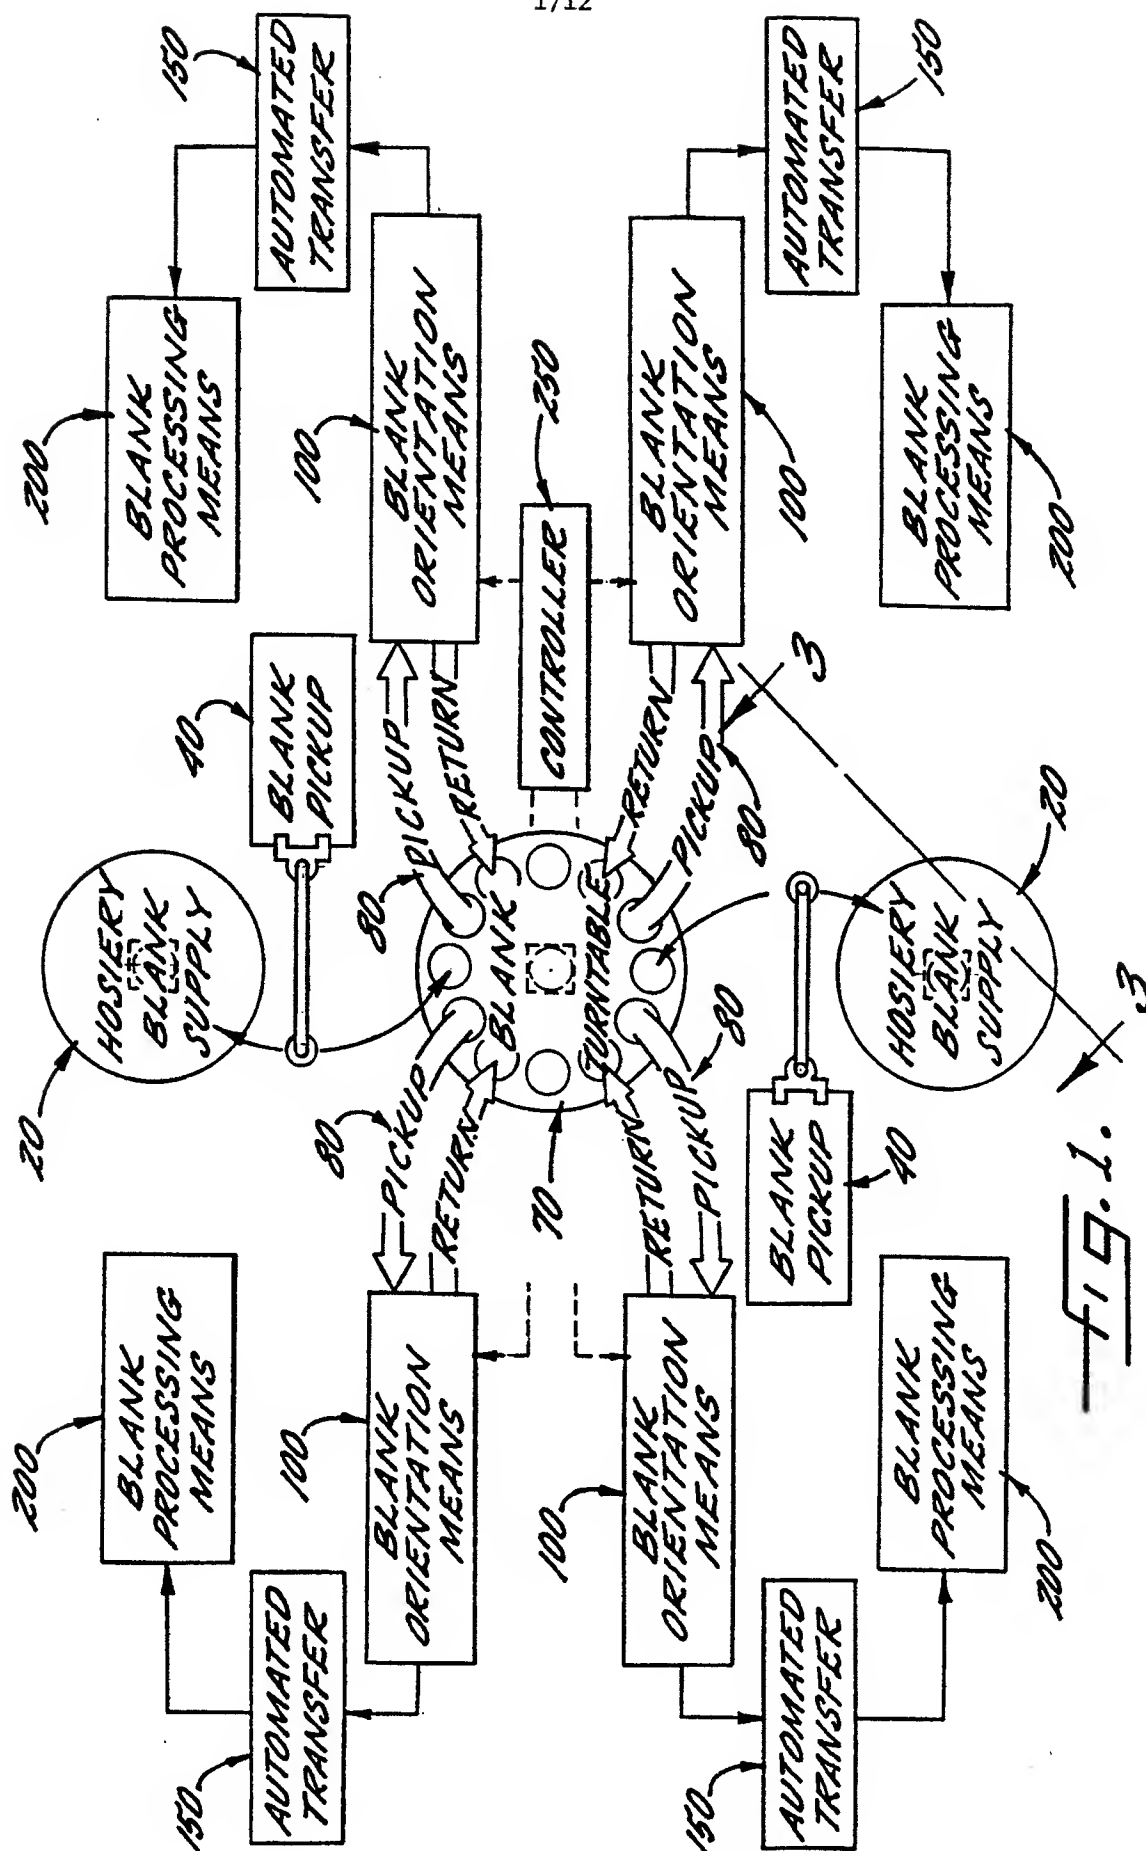 1/12
200
BLANK
PROCESSING
MEANS
150
AUTOMATED
TRANSFER
100
BLANK
ORIENTATION
MEANS
20
HOSIERY
BLANK
SUPPLY
40
BLANK
PICKUP
200
BLANK
PROCESSING
MEANS
150
AUTOMATED
TRANSFER
100
BLANK
ORIENTATION
MEANS
80
PICKUP
RETURN
80
PICKUP
RETURN
70
BLANK
TURNTABLE
CONTROLLER
250
RETURN
PICKUP
80
RETURN
PICKUP
80
3
100
BLANK
ORIENTATION
MEANS
150
AUTOMATED
TRANSFER
200
BLANK
PROCESSING
MEANS
BLANK
PICKUP
40
HOSIERY
BLANK
SUPPLY
20
3
BLANK
ORIENTATION
MEANS
100
AUTOMATED
TRANSFER
150
BLANK
PROCESSING
MEANS
200
Fig. 1.